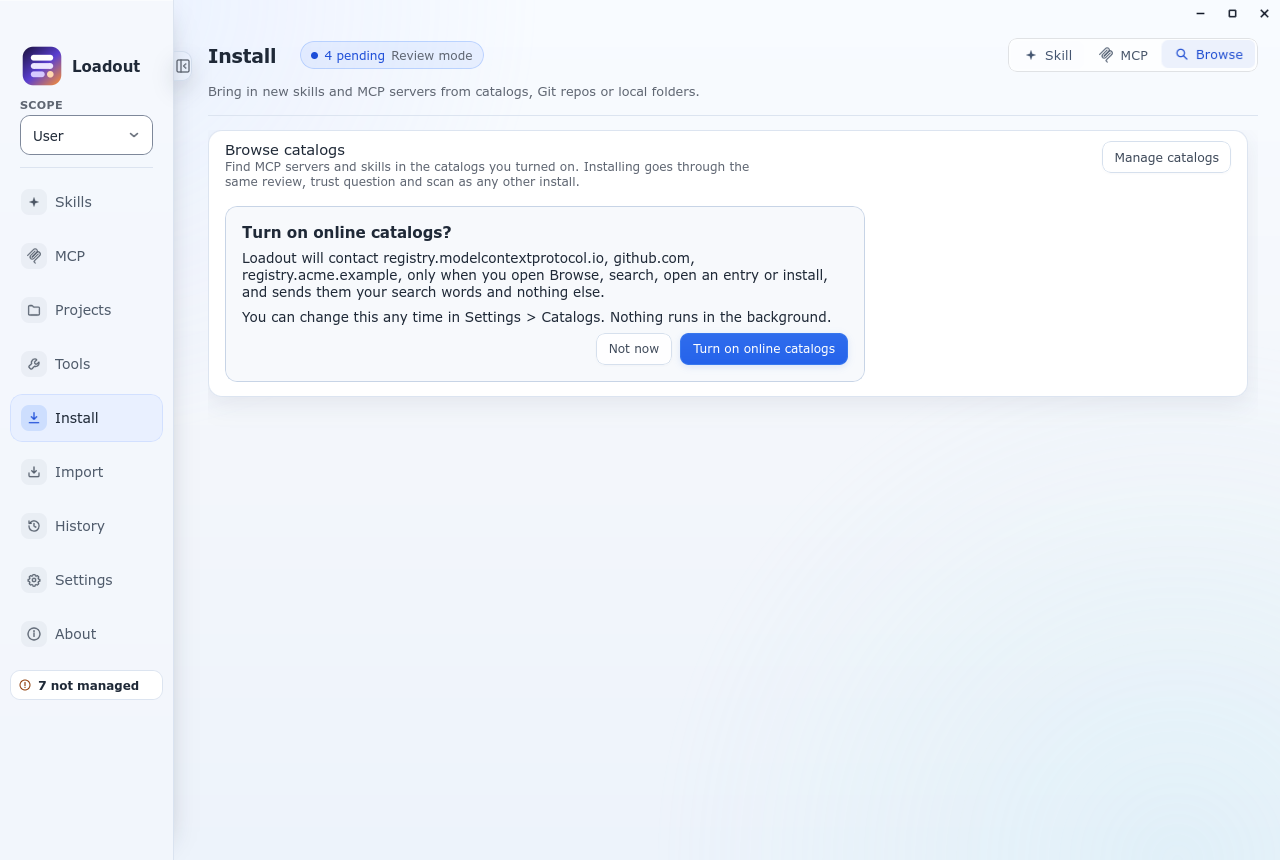 Loadout
SCOPE
User
Skills
MCP
Projects
Tools
Install
Import
History
Settings
About
7 not managed
Install
4 pending Review mode
Skill
MCP
Browse
Bring in new skills and MCP servers from catalogs, Git repos or local folders.
Browse catalogs
Find MCP servers and skills in the catalogs you turned on. Installing goes through the
same review, trust question and scan as any other install.
Manage catalogs
Turn on online catalogs?
Loadout will contact registry.modelcontextprotocol.io, github.com,
registry.acme.example, only when you open Browse, search, open an entry or install,
and sends them your search words and nothing else.
You can change this any time in Settings > Catalogs. Nothing runs in the background.
Not now
Turn on online catalogs